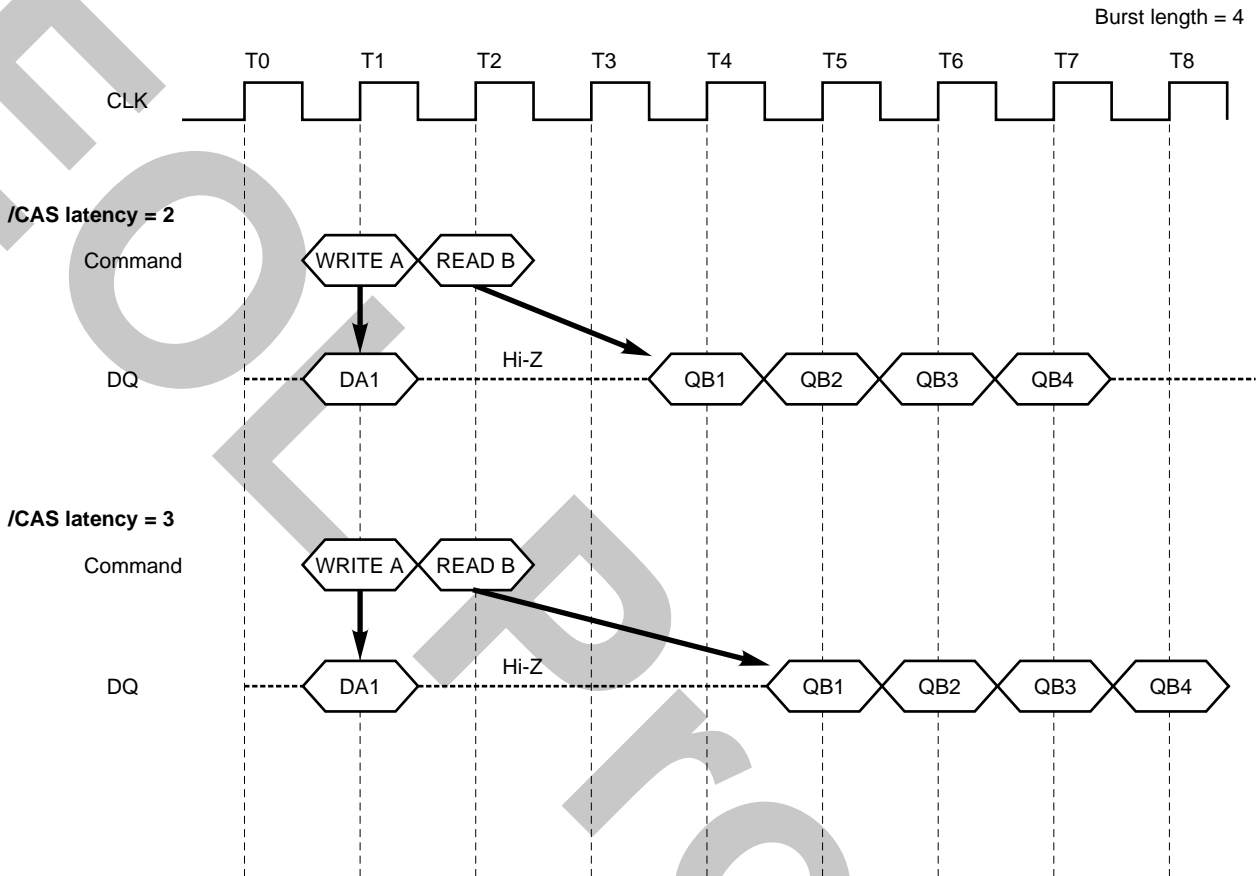 Burst length = 4
T0 T1 T2 T3 T4 T5 T6 T7 T8
CLK
/CAS latency = 2
Command WRITE A READ B
Hi-Z
DQ DA1 QB1 QB2 QB3 QB4
/CAS latency = 3
Command WRITE A READ B
Hi-Z
DQ DA1 QB1 QB2 QB3 QB4